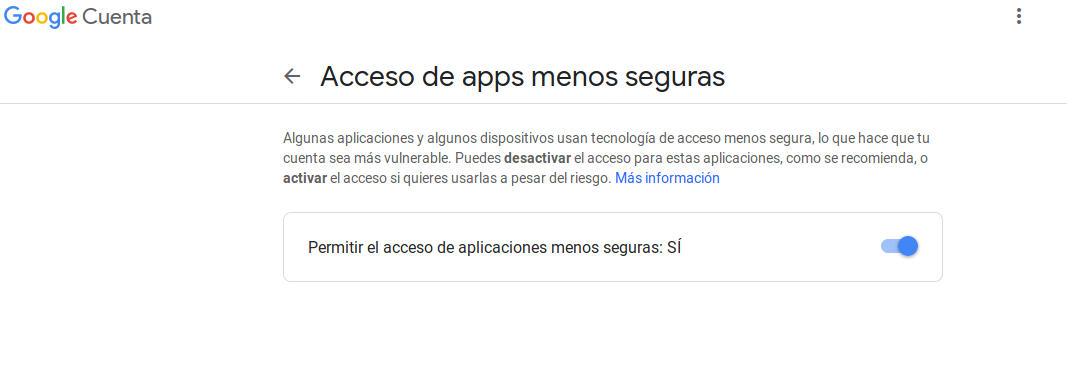 Google Cuenta
Acceso de apps menos seguras
Algunas aplicaciones y algunos dispositivos usan tecnología de acceso menos segura, lo que hace que tu
cuenta sea más vulnerable. Puedes desactivar el acceso para estas aplicaciones, como se recomienda, o
activar el acceso si quieres usarlas a pesar del riesgo. Más información
Permitir el acceso de aplicaciones menos seguras: SÍ